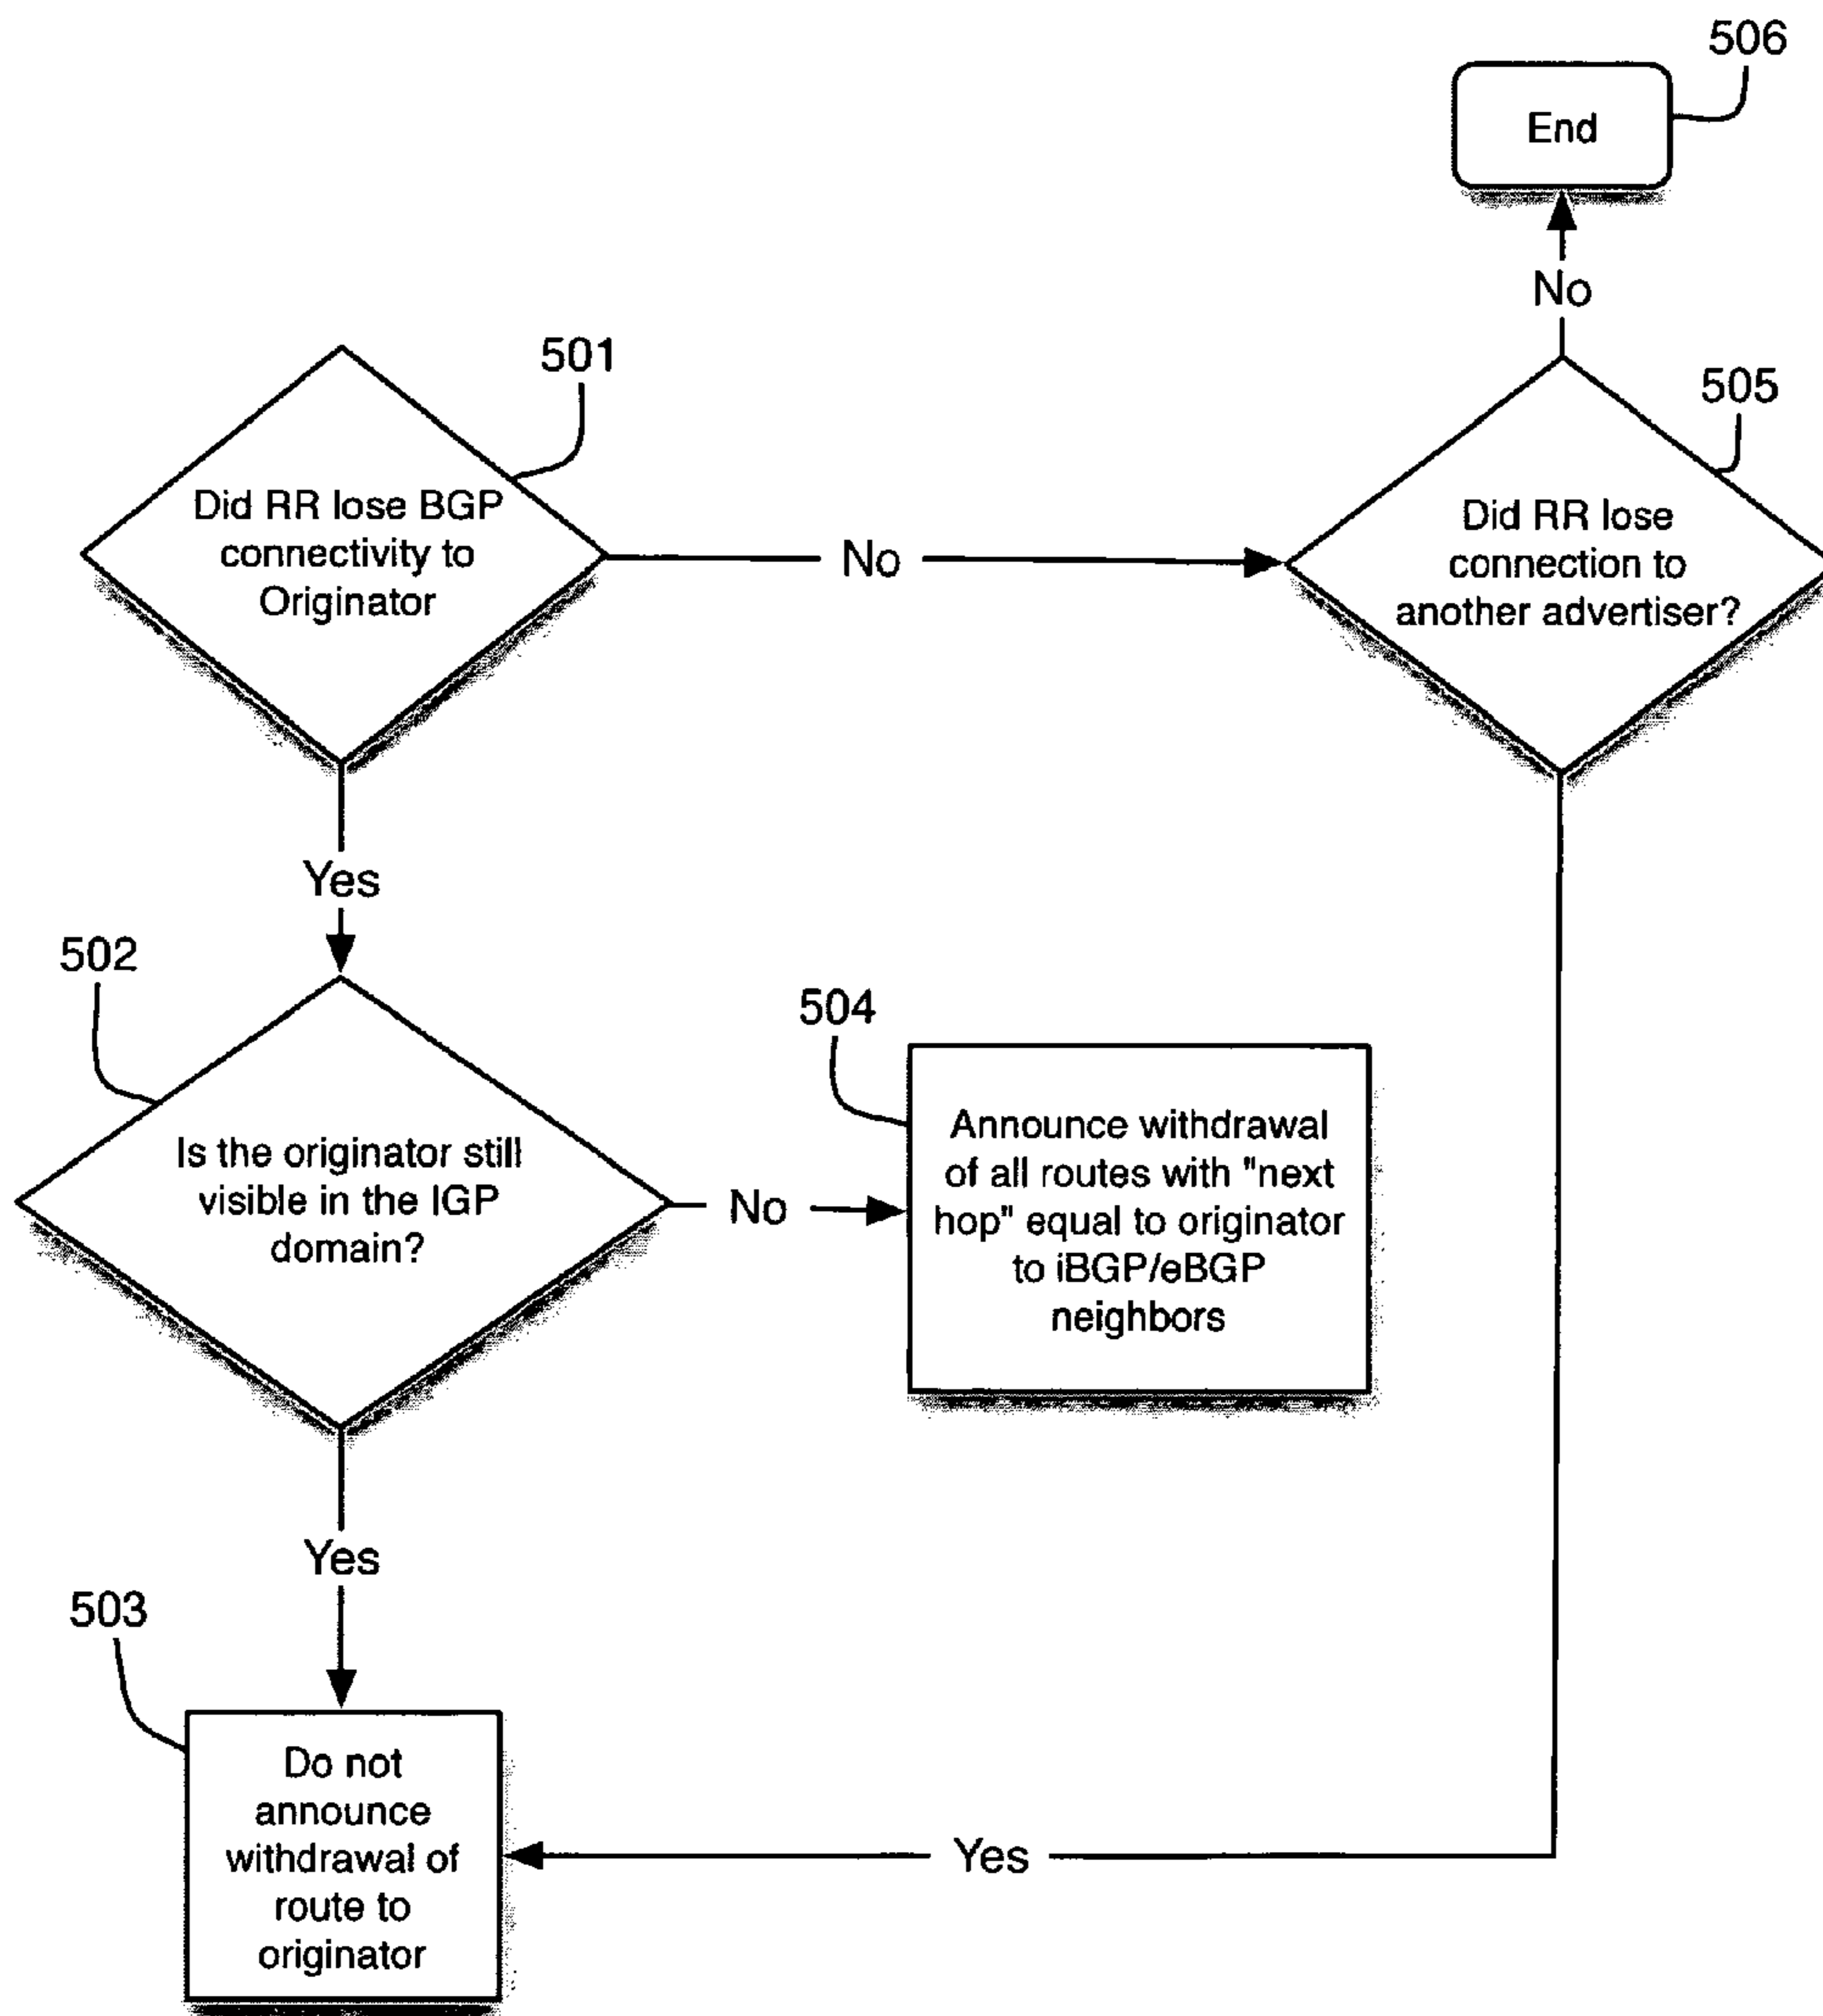 506
End
No
501
505
Did RR lose BGP
connectivity to
Originator
No
Did RR lose
connection to
another advertiser?
Yes
502
504
Is the originator still
visible in the IGP
domain?
No
Announce withdrawal
of all routes with "next
hop" equal to originator
to iBGP/eBGP
neighbors
Yes
503
Do not
announce
withdrawal of
route to
originator
Yes